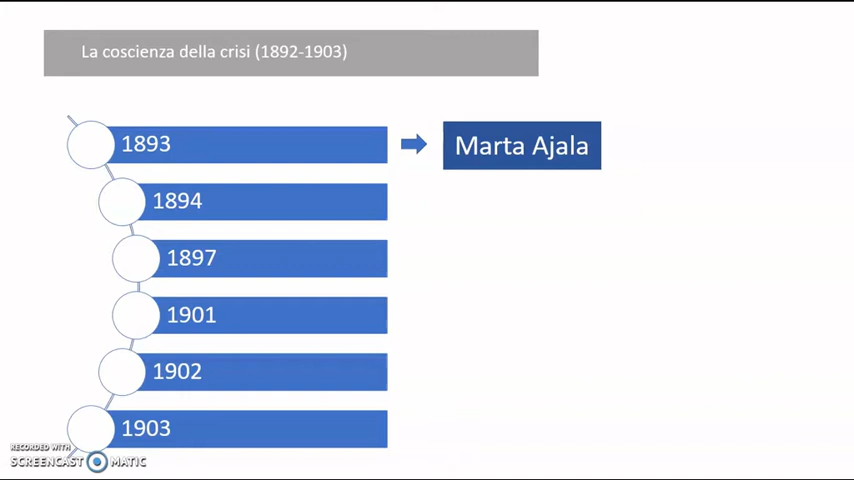 La coscienza della crisi (1892-1903)
1893
Marta Ajala
1894
1897
1901
1902
1903
RECORDED WITH
SCREENCAST MATIC